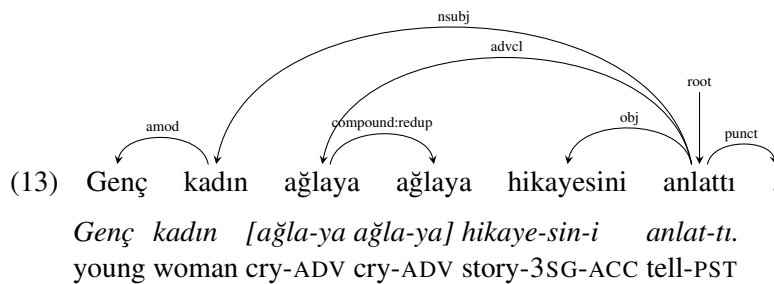 nsubj
advcl
root
amod compound:redup obj punct
(13) Genç kadın ağlaya ağlaya hikayesini anlattı .
Genç kadın [ağla-ya ağla-ya] hikaye-sin-i anlat-tı.
young woman cry-ADV cry-ADV story-3SG-ACC tell-PST